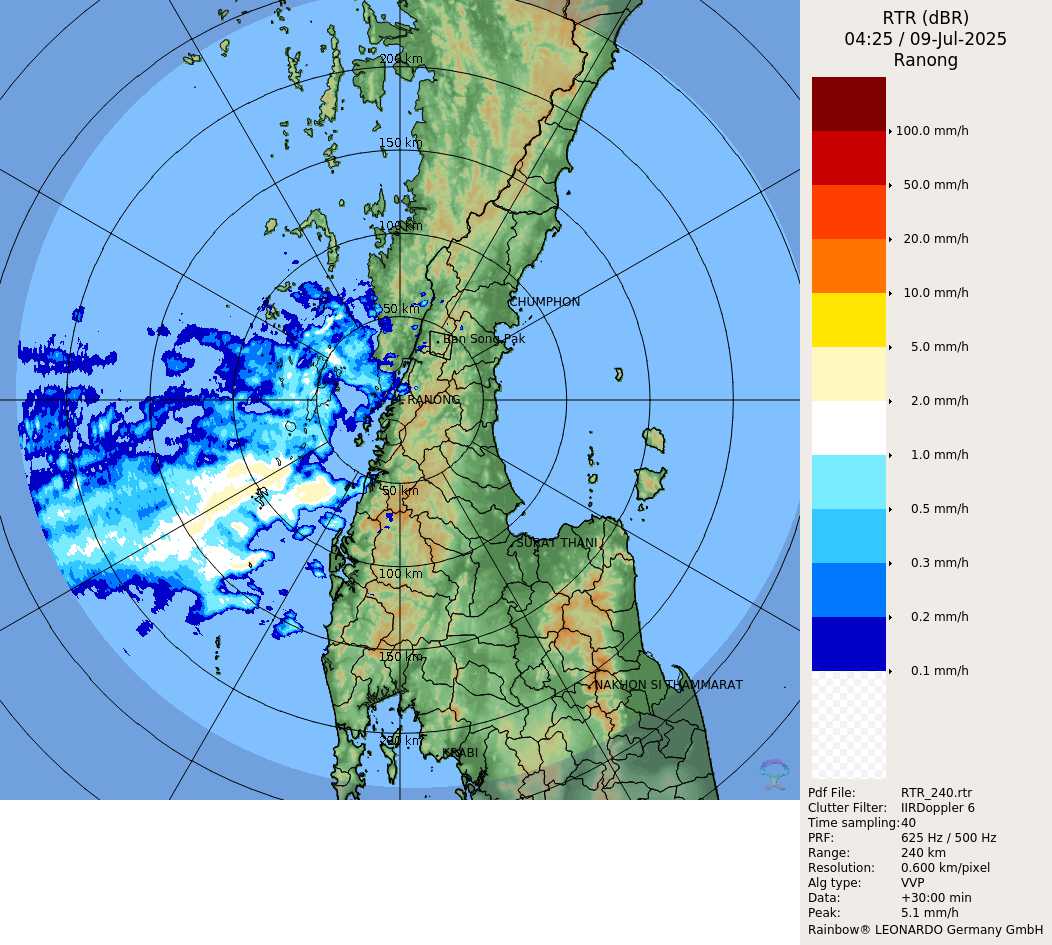 RTR (dBR)
04:25 / 09-Jul-2025
Ranong
200 km
150 km
100 km
50 km
CHUMPHON
Ban Song Pak
RANONG
50 km
SURAT THANI
100 km
150 km
NAKHON SI THAMMARAT
200 km
KRABI
100.0 mm/h
50.0 mm/h
20.0 mm/h
10.0 mm/h
5.0 mm/h
2.0 mm/h
1.0 mm/h
0.5 mm/h
0.3 mm/h
0.2 mm/h
0.1 mm/h
Pdf File: RTR_240.rtr
Clutter Filter: IIRDoppler 6
Time sampling: 40
PRF: 625 Hz / 500 Hz
Range: 240 km
Resolution: 0.600 km/pixel
Alg type: VVP
Data: +30:00 min
Peak: 5.1 mm/h
Rainbow® LEONARDO Germany GmbH